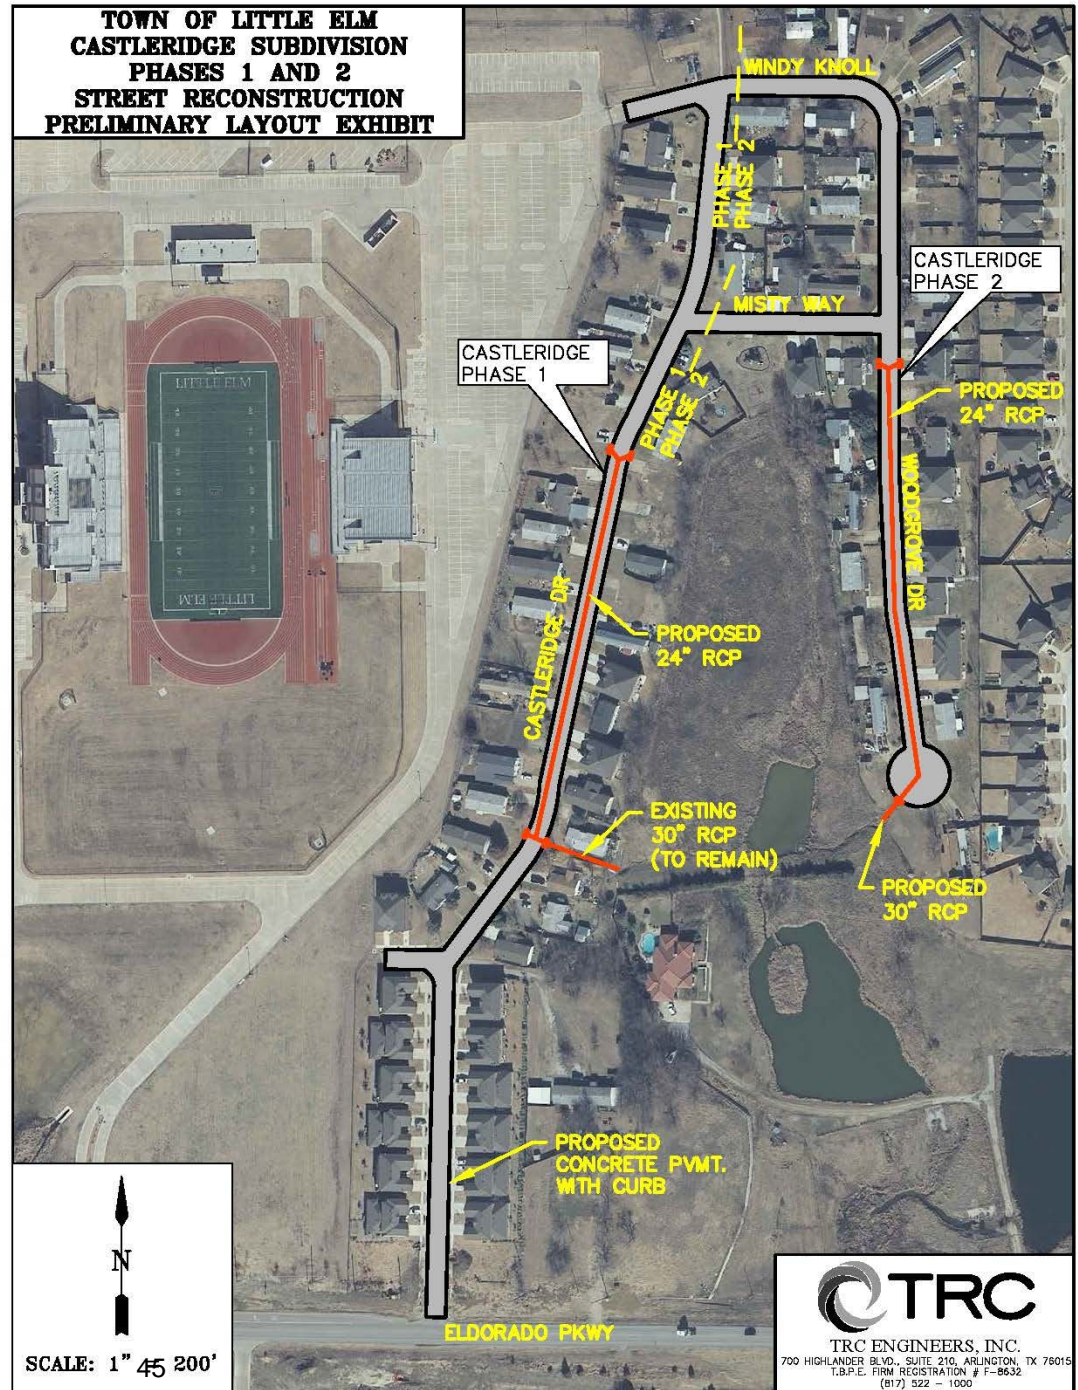 TOWN OF LITTLE ELM
CASTLERIDGE SUBDIVISION
PHASES 1 AND 2
STREET RECONSTRUCTION
PRELIMINARY LAYOUT EXHIBIT
WINDY KNOLL
PHASE 1
PHASE 2
CASTLERIDGE
PHASE 2
MISTY WAY
CASTLERIDGE
PHASE 1
PHASE 1
PHASE 2
PROPOSED
24" RCP
LITTLE ELM
WOODGROVE DR
CASTLERIDGE DR
PROPOSED
24" RCP
LITTLE ELM
EXISTING
30" RCP
(TO REMAIN)
PROPOSED
30" RCP
PROPOSED
CONCRETE PVMT.
WITH CURB
N
SCALE: 1" 45 200'
ELDORADO PKWY
TRC
TRC ENGINEERS, INC.
700 HIGHLANDER BLVD., SUITE 210, ARLINGTON, TX 76015
T.B.P.E. FIRM REGISTRATION # F-8632
(817) 522 - 1000